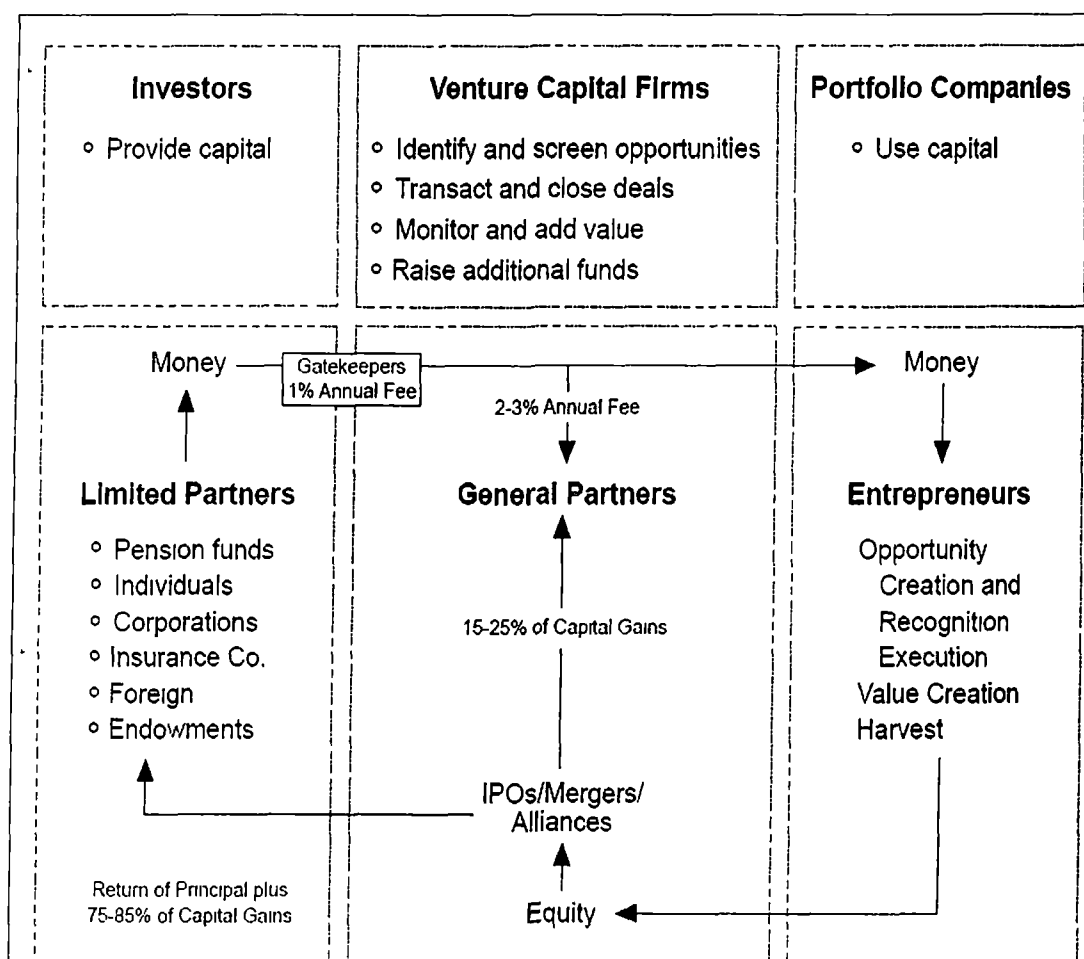 Investors
○ Provide capital
Venture Capital Firms
○ Identify and screen opportunities
○ Transact and close deals
○ Monitor and add value
○ Raise additional funds
Portfolio Companies
○ Use capital
Money
Gatekeepers
1% Annual Fee
2-3% Annual Fee
Money
Limited Partners
○ Pension funds
○ Individuals
○ Corporations
○ Insurance Co.
○ Foreign
○ Endowments
General Partners
15-25% of Capital Gains
Entrepreneurs
Opportunity
Creation and
Recognition
Execution
Value Creation
Harvest
IPOs/Mergers/
Alliances
Return of Principal plus
75-85% of Capital Gains
Equity